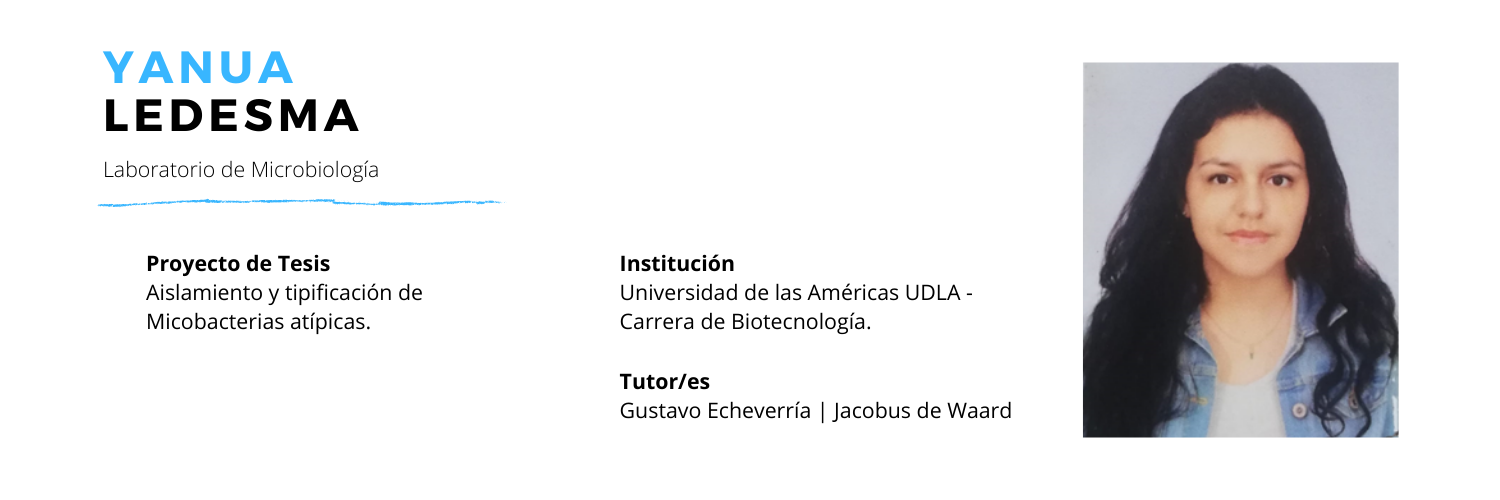 YANUA
LEDESMA
Laboratorio de Microbiología
Proyecto de Tesis
Aislamiento y tipificación de
Micobacterias atípicas.
Institución
Universidad de las Américas UDLA -
Carrera de Biotecnología.
Tutor/es
Gustavo Echeverría | Jacobus de Waard